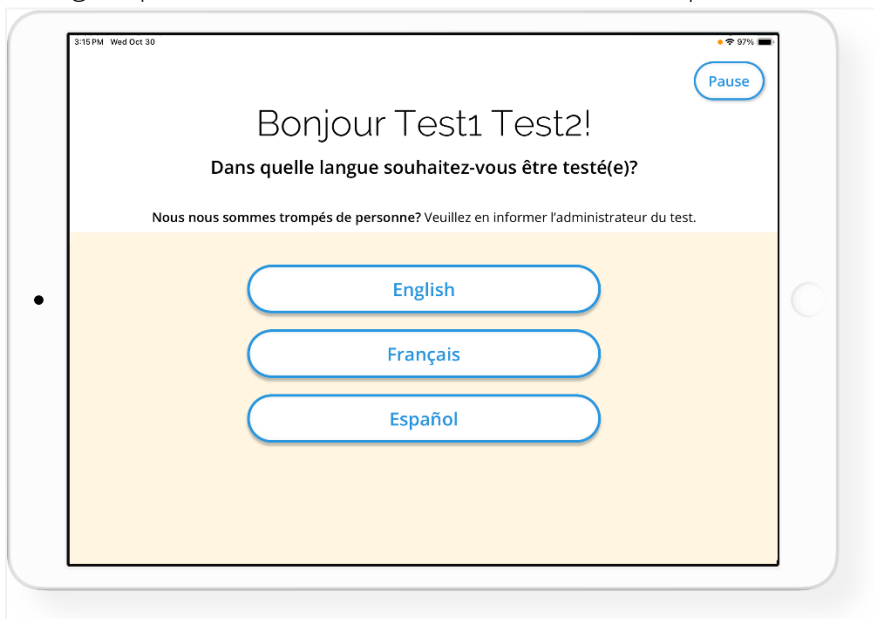 3:15 PM Wed Oct 30
97%
Pause
Bonjour Test1 Test2!
Dans quelle langue souhaitez-vous être testé(e)?
Nous nous sommes trompés de personne? Veuillez en informer l’administrateur du test.
English
Français
Español